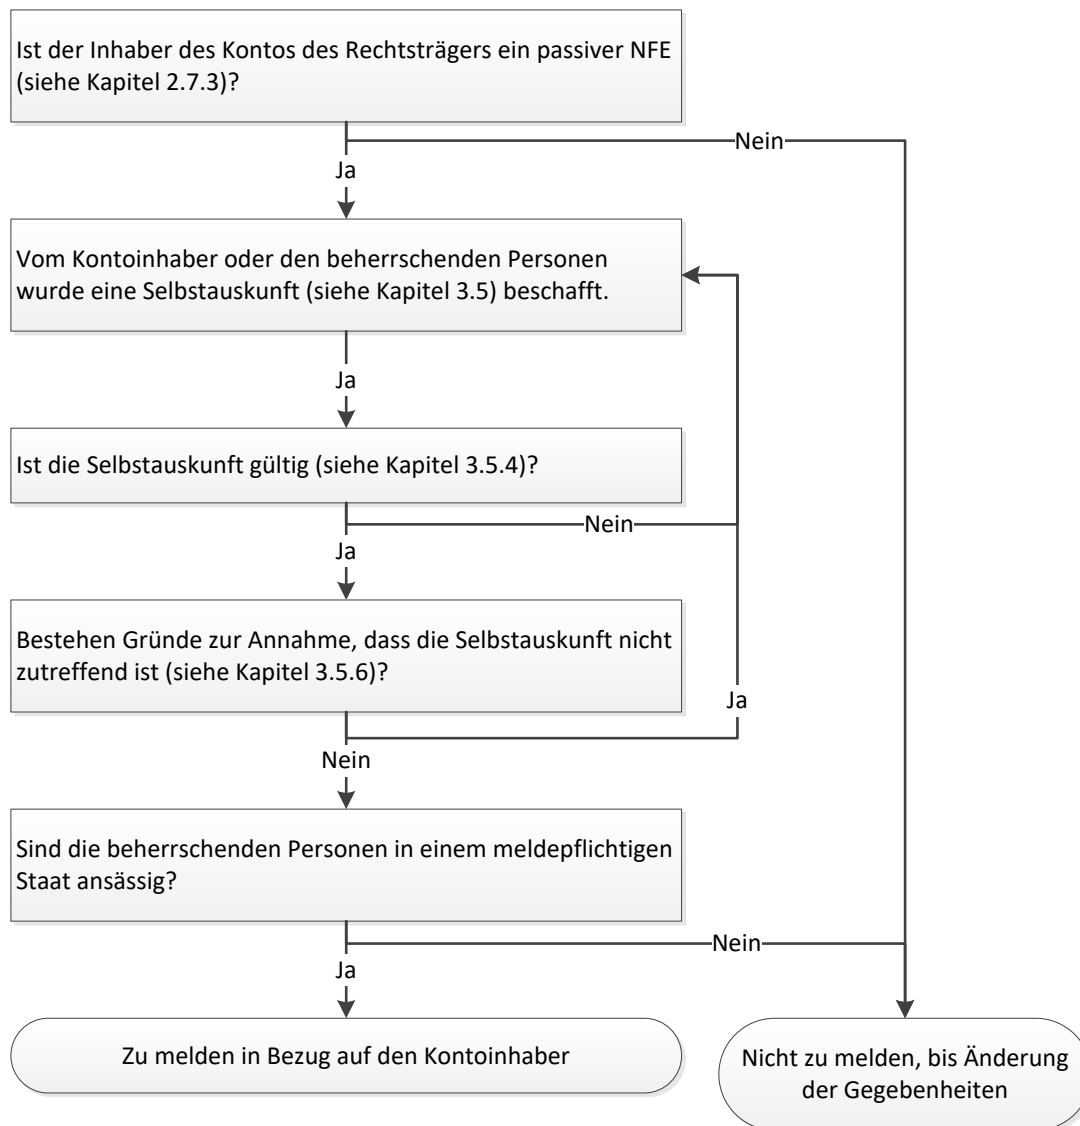 Ist der Inhaber des Kontos des Rechtsträgers ein passiver NFE
(siehe Kapitel 2.7.3)?
Nein
Ja
Vom Kontoinhaber oder den beherrschenden Personen
wurde eine Selbstauskunft (siehe Kapitel 3.5) beschafft.
Ja
Ist die Selbstauskunft gültig (siehe Kapitel 3.5.4)?
Nein
Ja
Bestehen Gründe zur Annahme, dass die Selbstauskunft nicht
zutreffend ist (siehe Kapitel 3.5.6)?
Ja
Nein
Sind die beherrschenden Personen in einem meldepflichtigen
Staat ansässig?
Nein
Ja
Zu melden in Bezug auf den Kontoinhaber
Nicht zu melden, bis Änderung
der Gegebenheiten